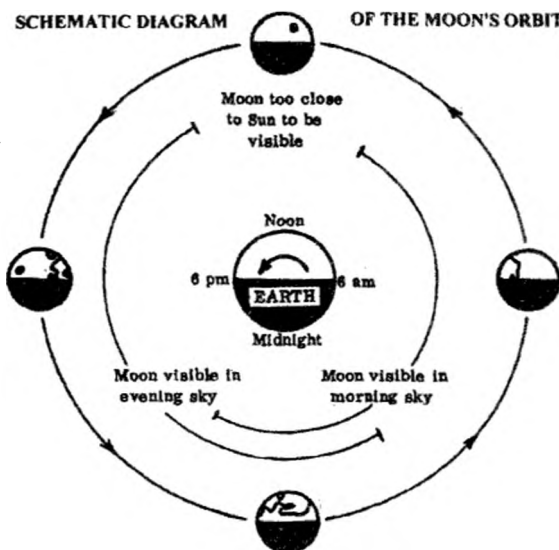 SCHEMATIC DIAGRAM OF THE MOON'S ORBIT
Moon too close
to Sun to be
visible
Noon
6 pm
6 am
EARTH
Midnight
Moon visible in
evening sky
Moon visible in
morning sky